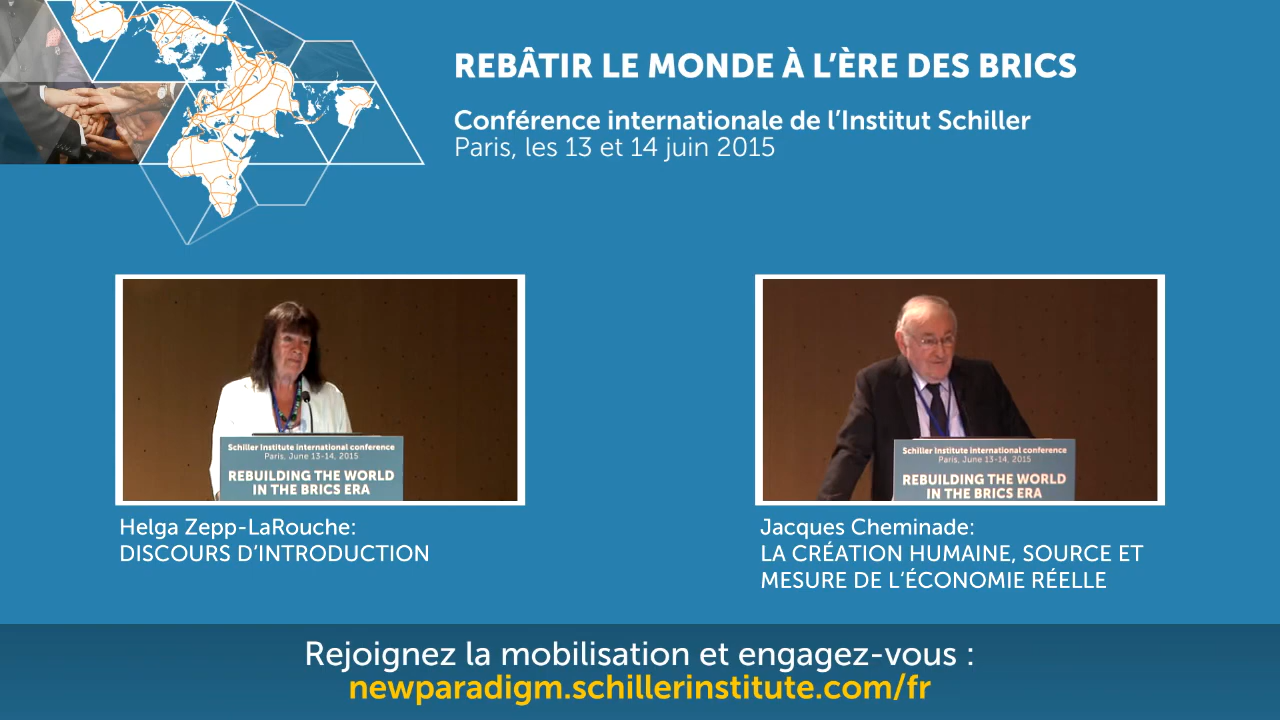 REBÂTIR LE MONDE À L’ÈRE DES BRICS
Conférence internationale de l’Institut Schiller
Paris, les 13 et 14 juin 2015
Schiller Institute international conference
Paris, June 13-14, 2015
REBUILDING THE WORLD
IN THE BRICS ERA
Helga Zepp-LaRouche:
DISCOURS D’INTRODUCTION
Schiller Institute international conference
Paris, June 13-14, 2015
REBUILDING THE WORLD
IN THE BRICS ERA
Jacques Cheminade:
LA CRÉATION HUMAINE, SOURCE ET
MESURE DE L’ÉCONOMIE RÉELLE
Rejoignez la mobilisation et engagez-vous :
newparadigm.schillerinstitute.com/fr